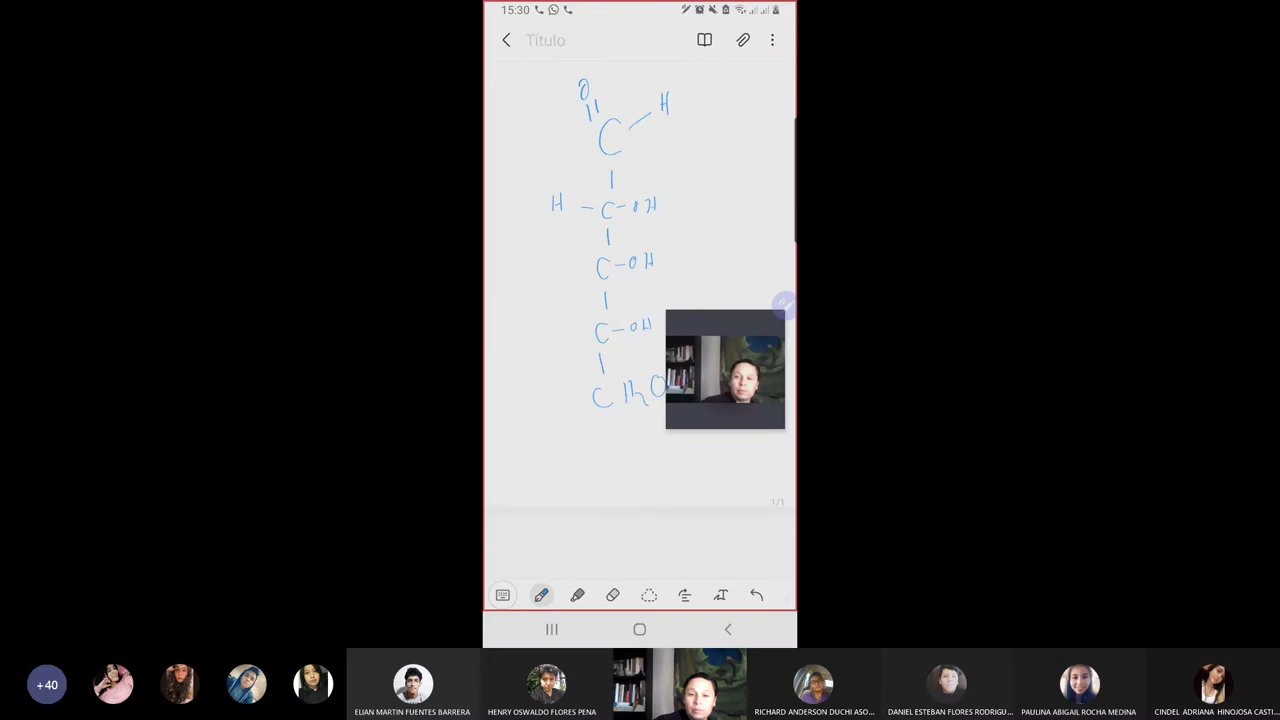 15:30
Título
O
H
C
H - C - OH
C - OH
C - OH
CH2O
1/1
+40
ELIAN MARTIN FUENTES BARRERA
HENRY OSWALDO FLORES PENA
RICHARD ANDERSON DUCHI ASO...
DANIEL ESTEBAN FLORES RODRIGU...
PAULINA ABIGAIL ROCHA MEDINA
CINDEL ADRIANA HINOJOSA CASTI...